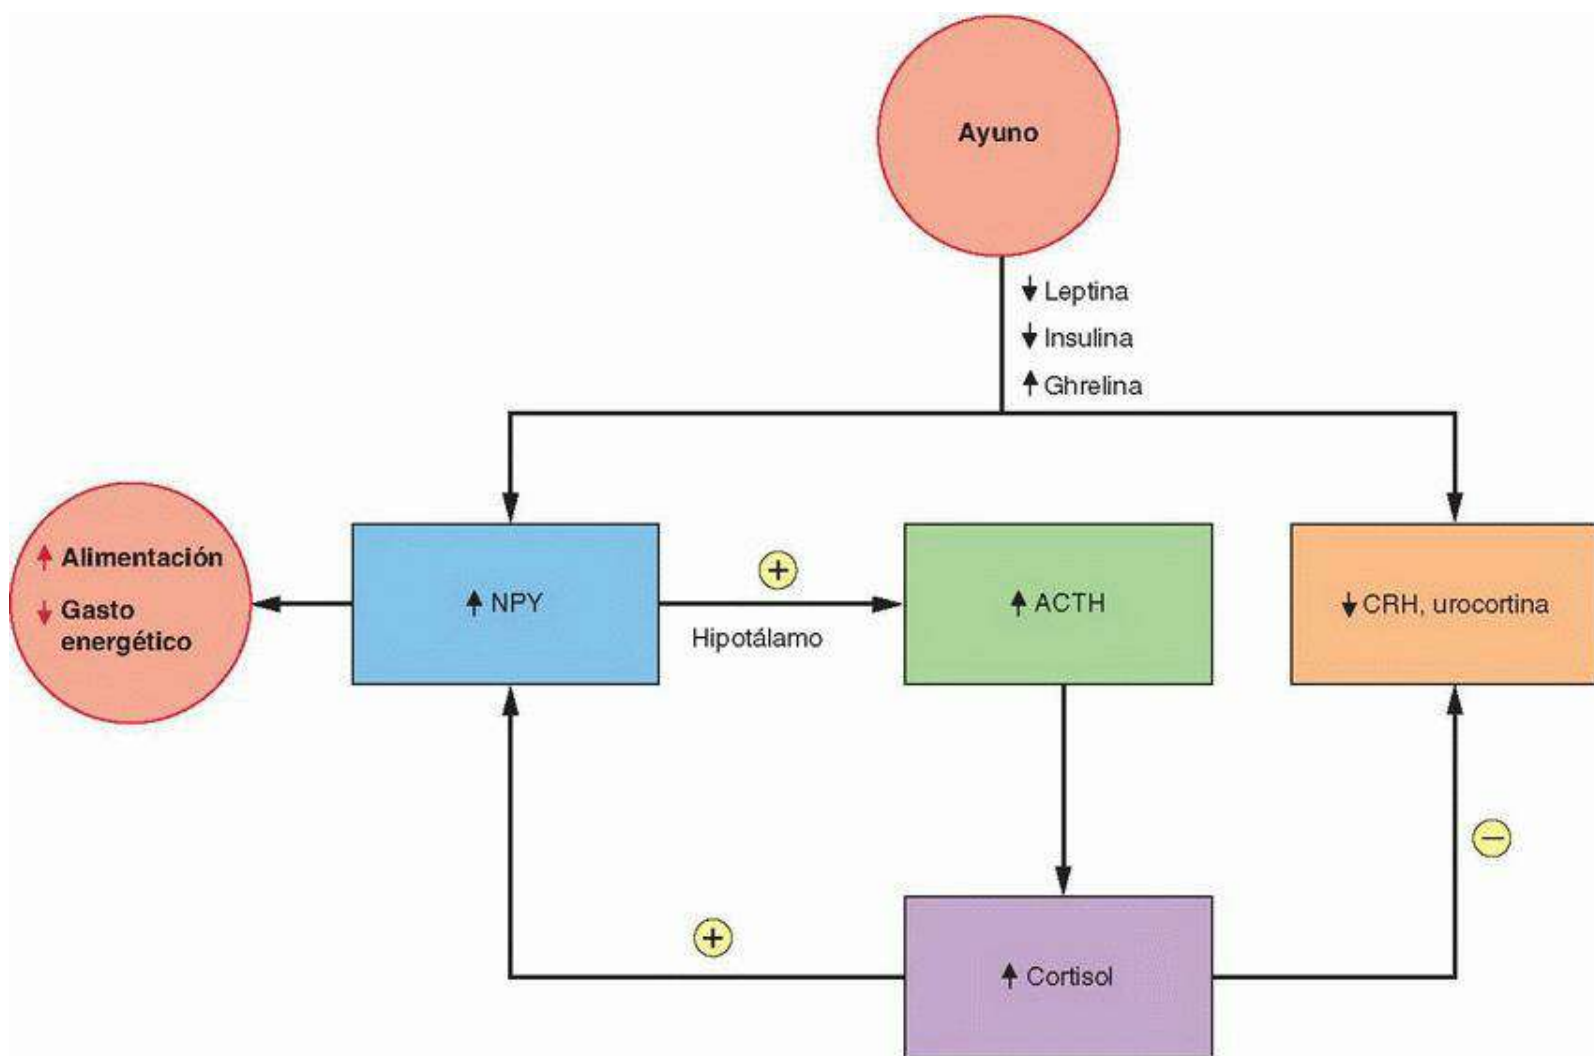 Ayuno
↓ Leptina
↓ Insulina
↑ Ghrelina
↑ Alimentación
↓ Gasto
energético
↑ NPY
+
Hipotálamo
↑ ACTH
↓ CRH, urocortina
+
−
↑ Cortisol